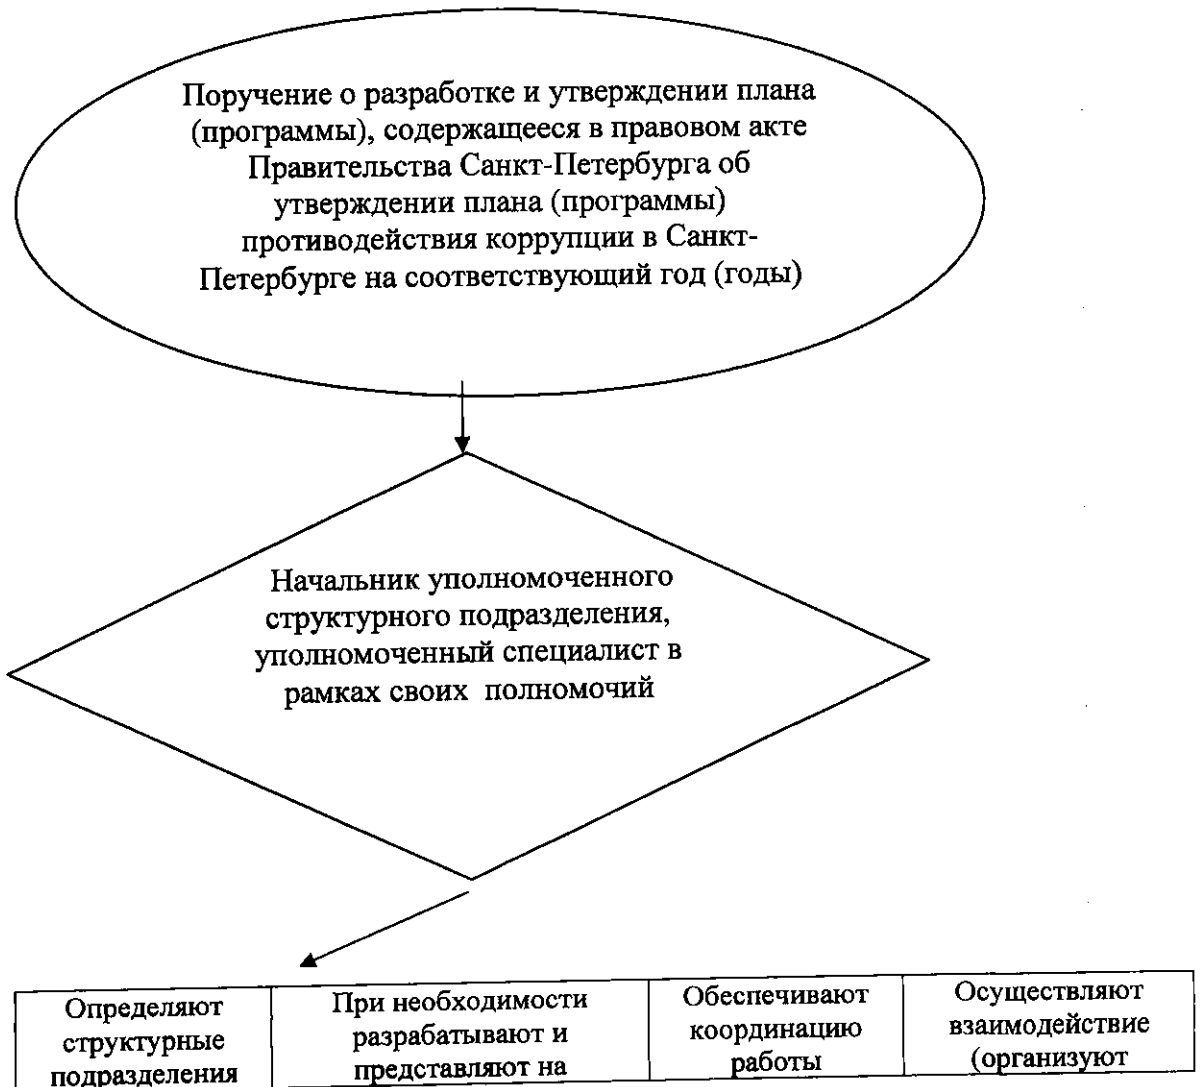 Поручение о разработке и утверждении плана
(программы), содержащееся в правовом акте
Правительства Санкт-Петербурга об
утверждении плана (программы)
противодействия коррупции в Санкт-
Петербурге на соответствующий год (годы)
Начальник уполномоченного
структурного подразделения,
уполномоченный специалист в
рамках своих полномочий
Определяют
структурные
подразделения
При необходимости
разрабатывают и
представляют на
Обеспечивают
координацию
работы
Осуществляют
взаимодействие
(организуют